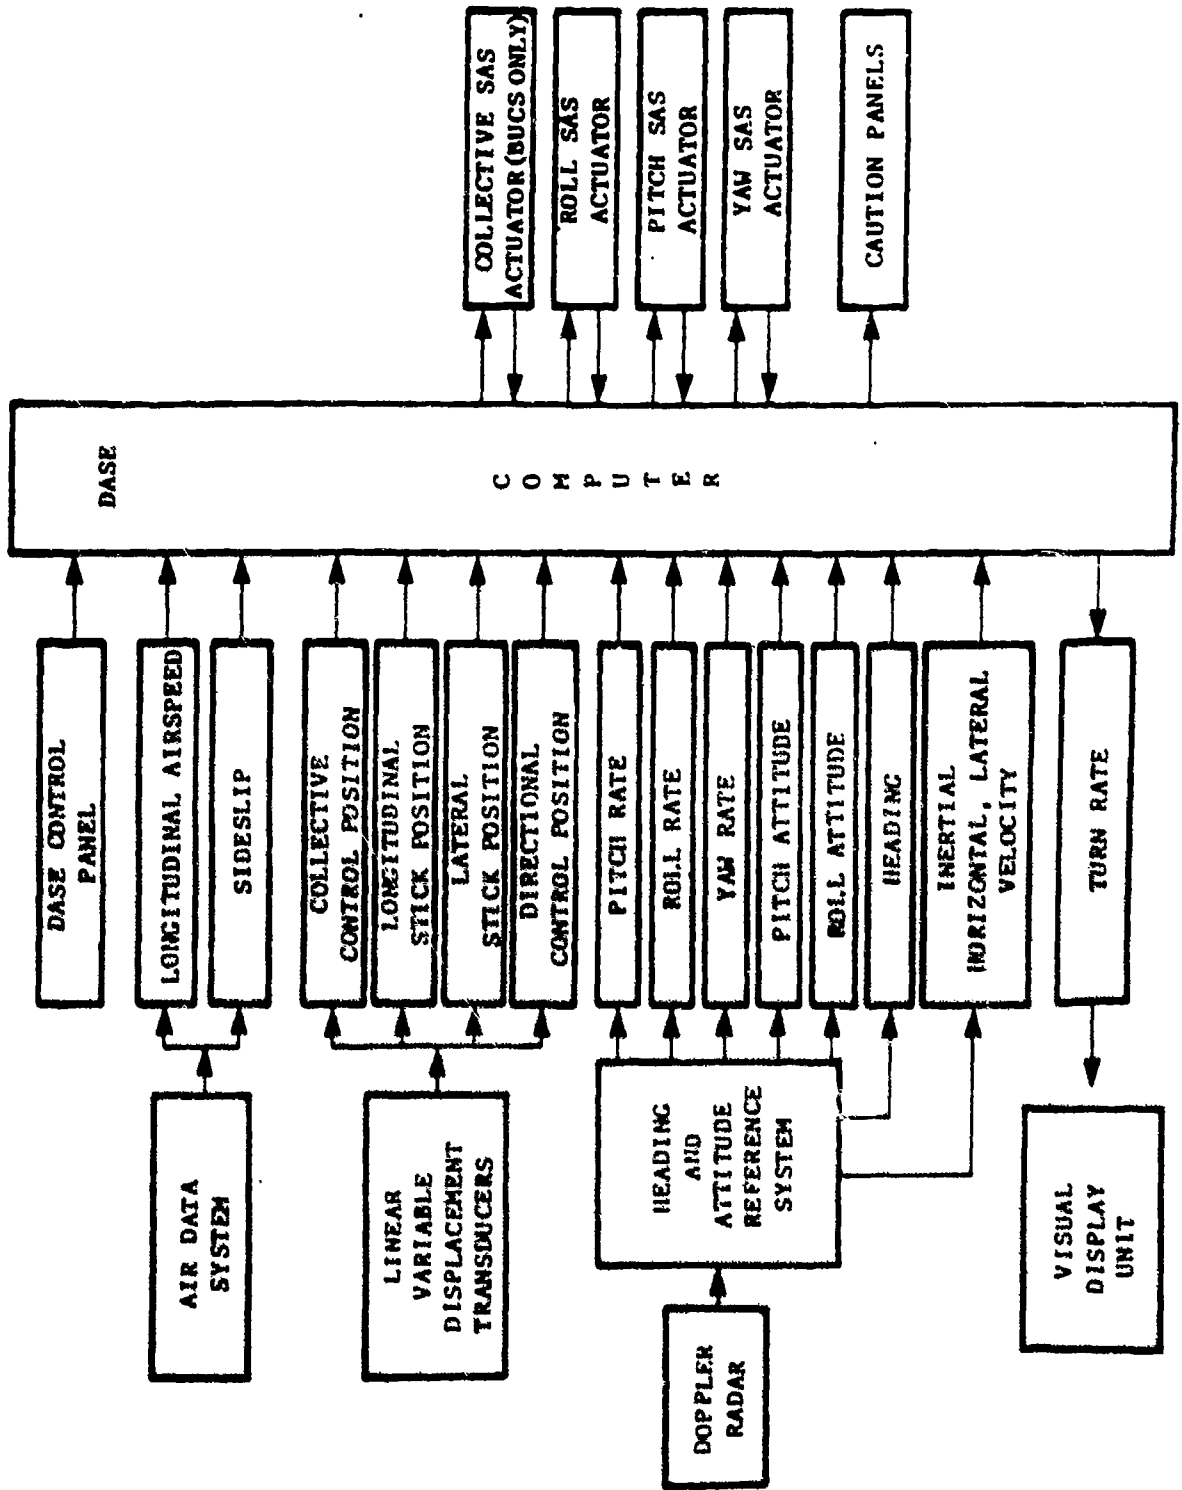 AIR DATA
SYSTEM
LINEAR
VARIABLE
DISPLACEMENT
TRANSDUCERS
DOPPLER
RADAR
HEADING
AND
ATTITUDE
REFERENCE
SYSTEM
VISUAL
DISPLAY
UNIT
DASE CONTROL
PANEL
LONGITUDINAL AIRSPEED
SIDESLIP
COLLECTIVE
CONTROL POSITION
LONGITUDINAL
STICK POSITION
LATERAL
STICK POSITION
DIRECTIONAL
CONTROL POSITION
PITCH RATE
ROLL RATE
YAW RATE
PITCH ATTITUDE
ROLL ATTITUDE
HEADING
INERTIAL
HORIZONTAL, LATERAL
VELOCITY
TURN RATE
DASE
C
O
M
P
U
T
E
R
COLLECTIVE SAS
ACTUATOR(BUCS ONLY)
ROLL SAS
ACTUATOR
PITCH SAS
ACTUATOR
YAW SAS
ACTUATOR
CAUTION PANELS